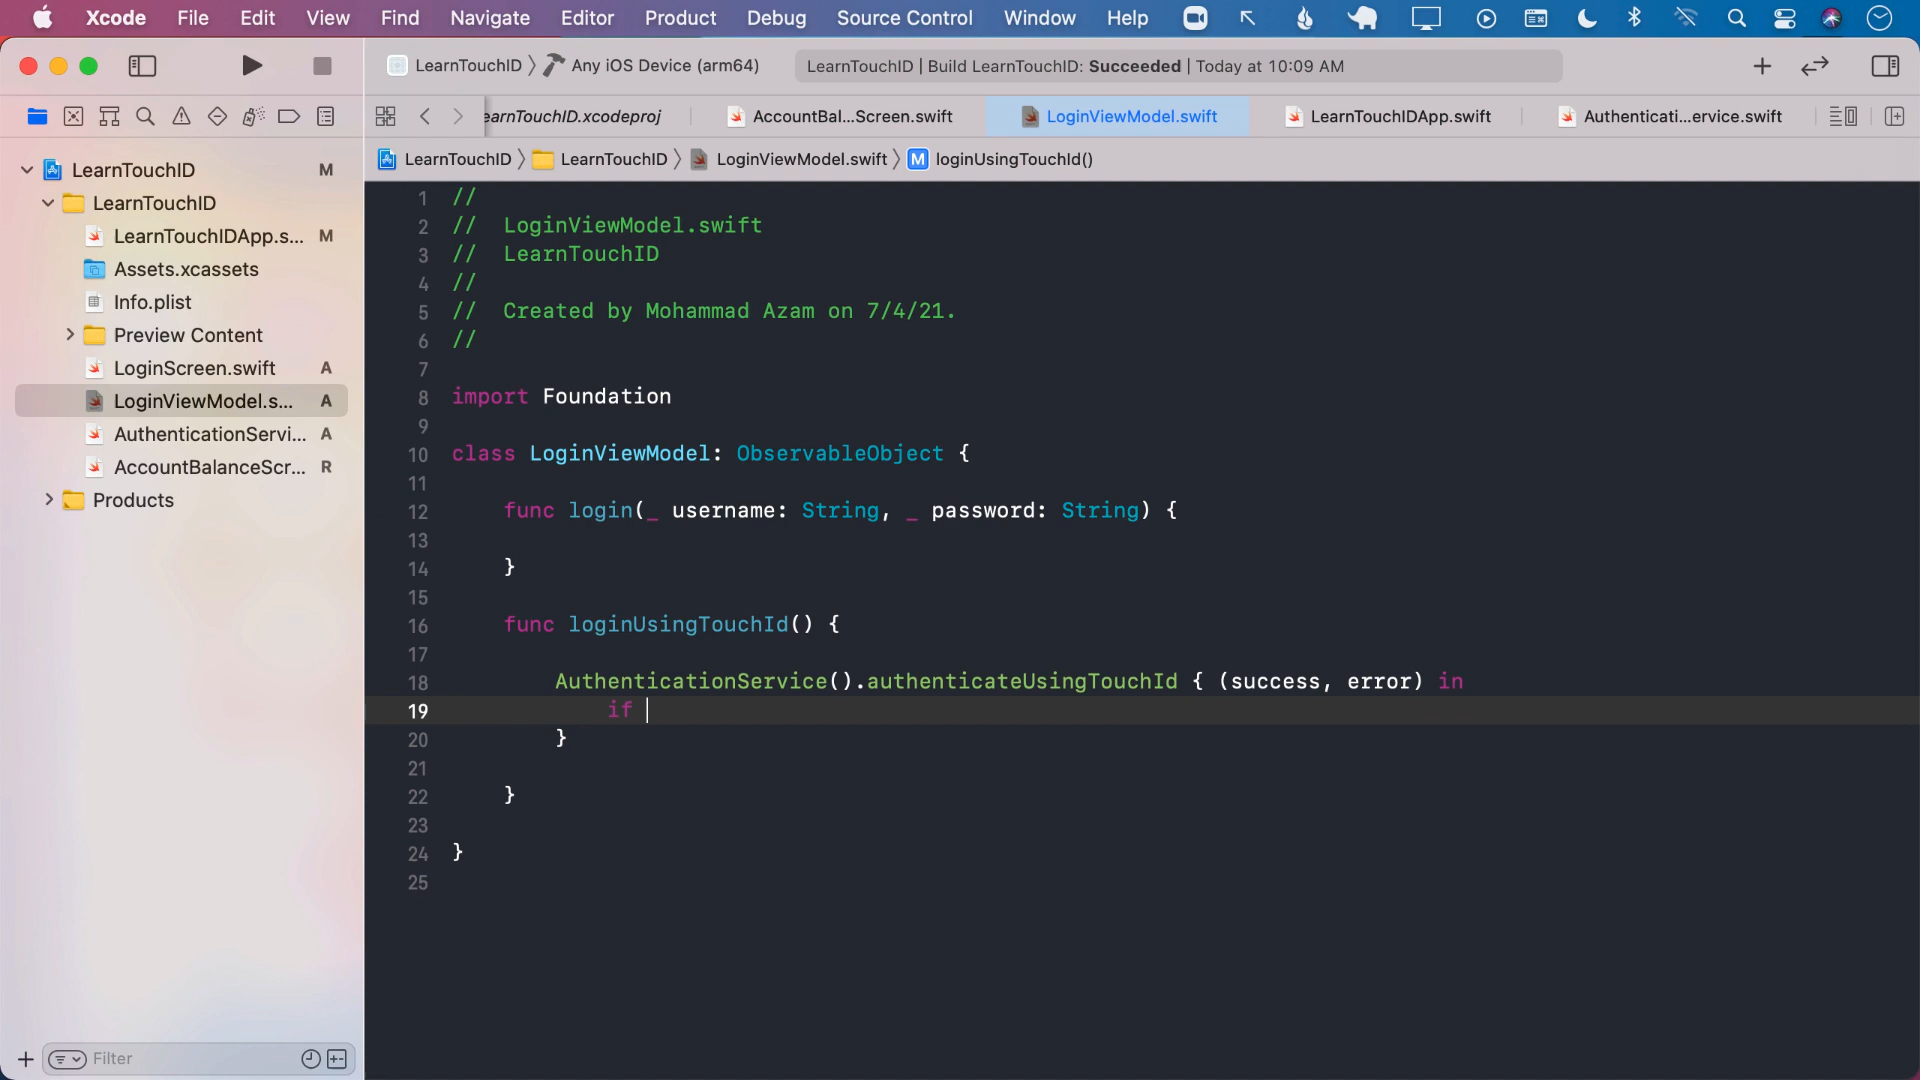 Xcode File Edit View Find Navigate Editor Product Debug Source Control Window Help
LearnTouchID 〉 Any iOS Device (arm64)
LearnTouchID | Build LearnTouchID: Succeeded | Today at 10:09 AM
earnTouchID.xcodeproj
AccountBal...Screen.swift
LoginViewModel.swift
LearnTouchIDApp.swift
Authenticati...ervice.swift
LearnTouchID 〉 LearnTouchID 〉 LoginViewModel.swift 〉 M loginUsingTouchId()
LearnTouchID M
LearnTouchID
LearnTouchIDApp.s... M
Assets.xcassets
Info.plist
Preview Content
LoginScreen.swift A
LoginViewModel.s... A
AuthenticationServi... A
AccountBalanceScr... R
Products
Filter
1 //
2 //  LoginViewModel.swift
3 //  LearnTouchID
4 //
5 //  Created by Mohammad Azam on 7/4/21.
6 //
7
8 import Foundation
9
10 class LoginViewModel: ObservableObject {
11
12     func login(_ username: String, _ password: String) {
13
14     }
15
16     func loginUsingTouchId() {
17
18         AuthenticationService().authenticateUsingTouchId { (success, error) in
19             if
20         }
21
22     }
23
24 }
25